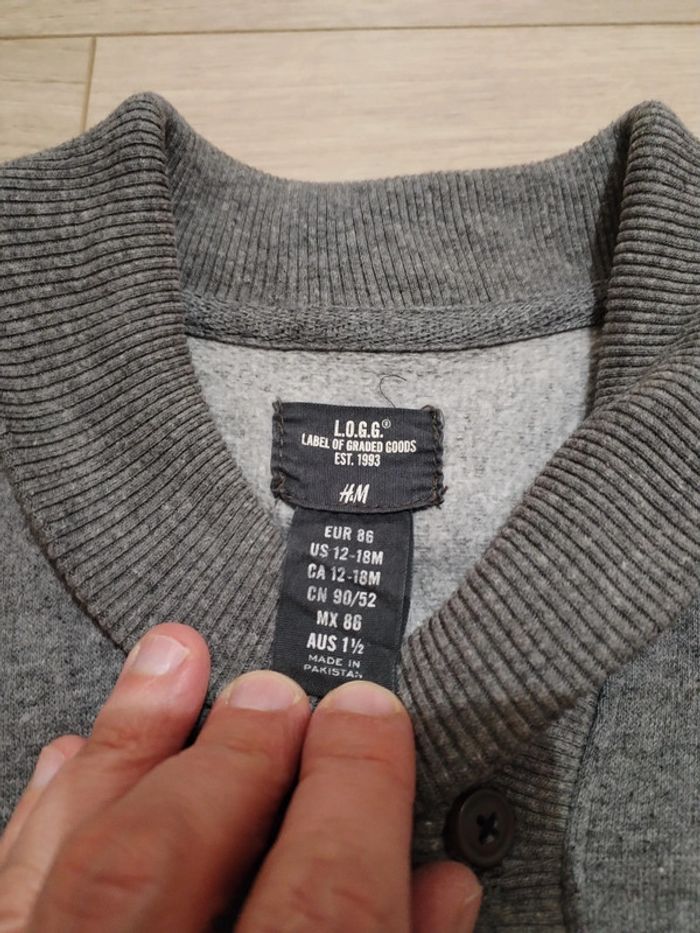 L.O.G.G.®
LABEL OF GRADED GOODS
EST. 1993
H&M
EUR 86
US 12-18M
CA 12-18M
CN 90/52
MX 86
AUS 1½
MADE IN
PAKISTAN